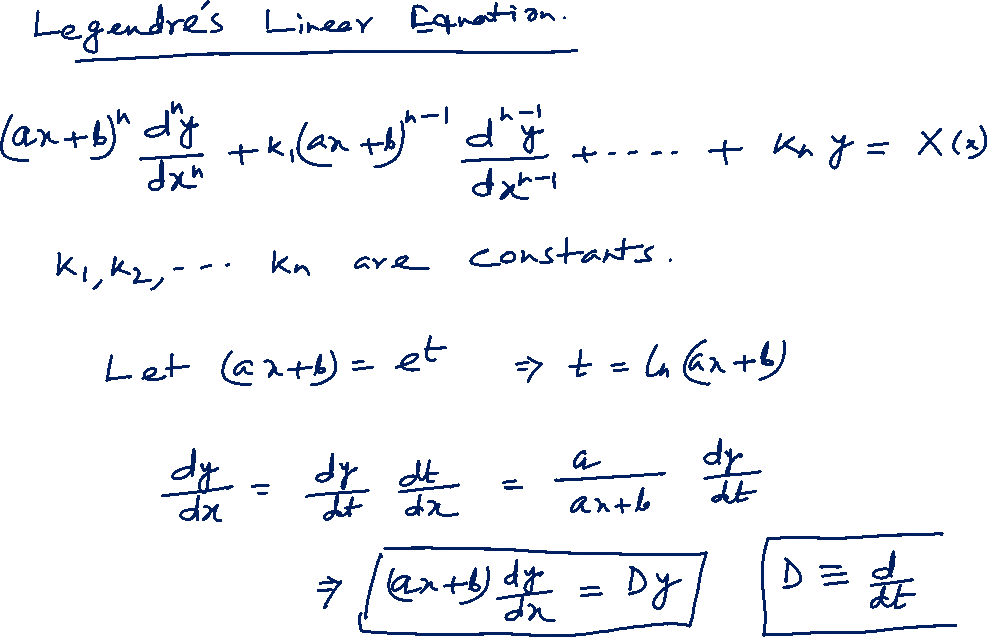 Legendre's Linear Equation.
(ax+b)^n d^n y/dx^n + k₁(ax+b)^(n-1) d^(n-1) y/dx^(n-1) + ---- + kₙ y = X(x)
k₁, k₂, --- kₙ are constants.
Let (ax+b) = e^t ⇒ t = ln(ax+b)
dy/dx = dy/dt dt/dx = a/(ax+b) dy/dt
⇒ (ax+b) dy/dx = Dy D ≡ d/dt